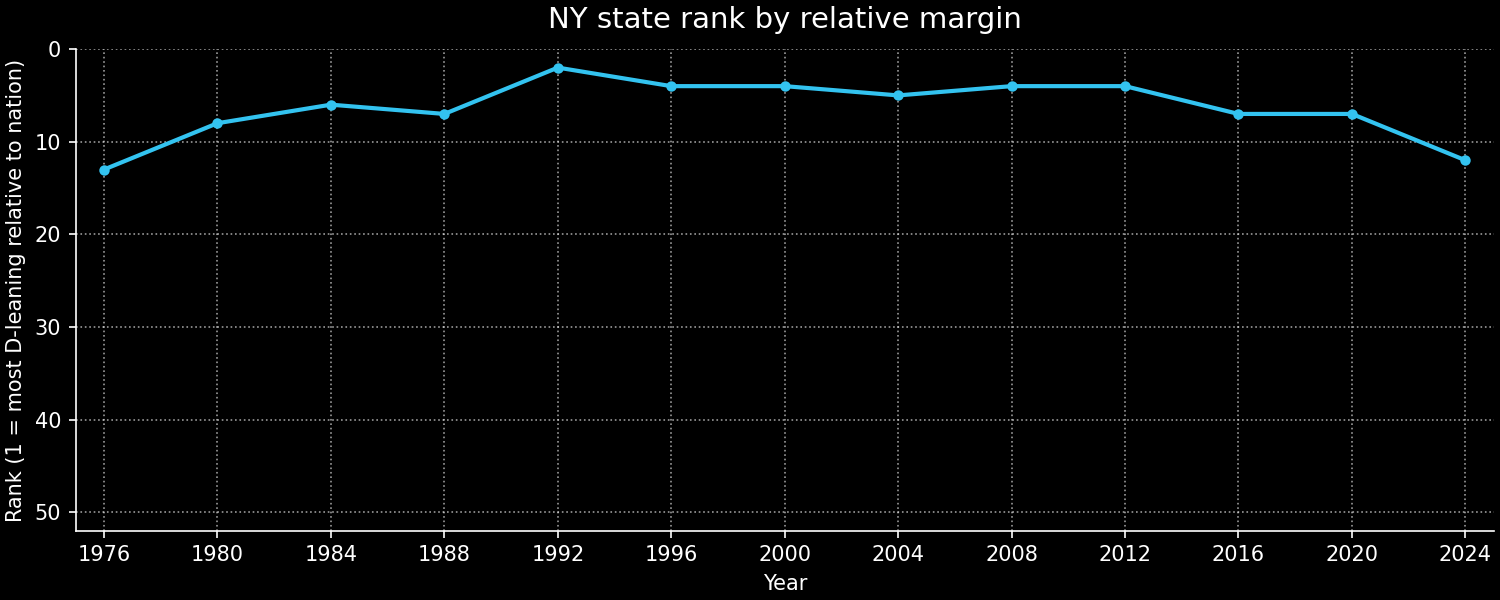 NY state rank by relative margin
Rank (1 = most D-leaning relative to nation)
0
10
20
30
40
50
1976 1980 1984 1988 1992 1996 2000 2004 2008 2012 2016 2020 2024
Year